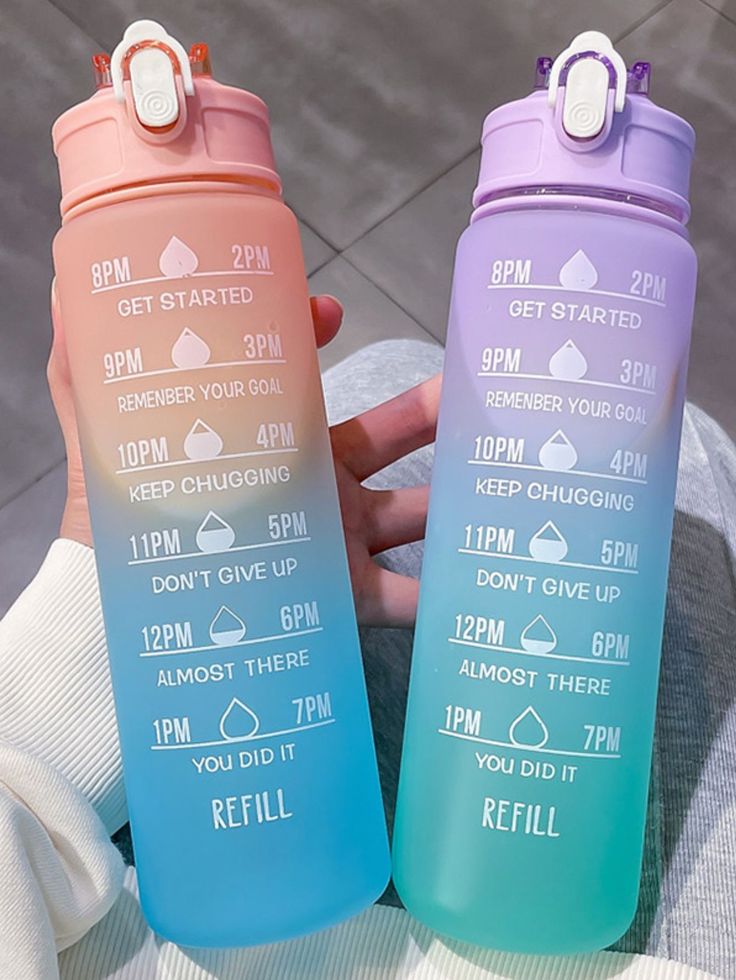 8PM 2PM
GET STARTED
9PM 3PM
REMENBER YOUR GOAL
10PM 4PM
KEEP CHUGGING
11PM 5PM
DON'T GIVE UP
12PM 6PM
ALMOST THERE
1PM 7PM
YOU DID IT
REFILL
8PM 2PM
GET STARTED
9PM 3PM
REMENBER YOUR GOAL
10PM 4PM
KEEP CHUGGING
11PM 5PM
DON'T GIVE UP
12PM 6PM
ALMOST THERE
1PM 7PM
YOU DID IT
REFILL